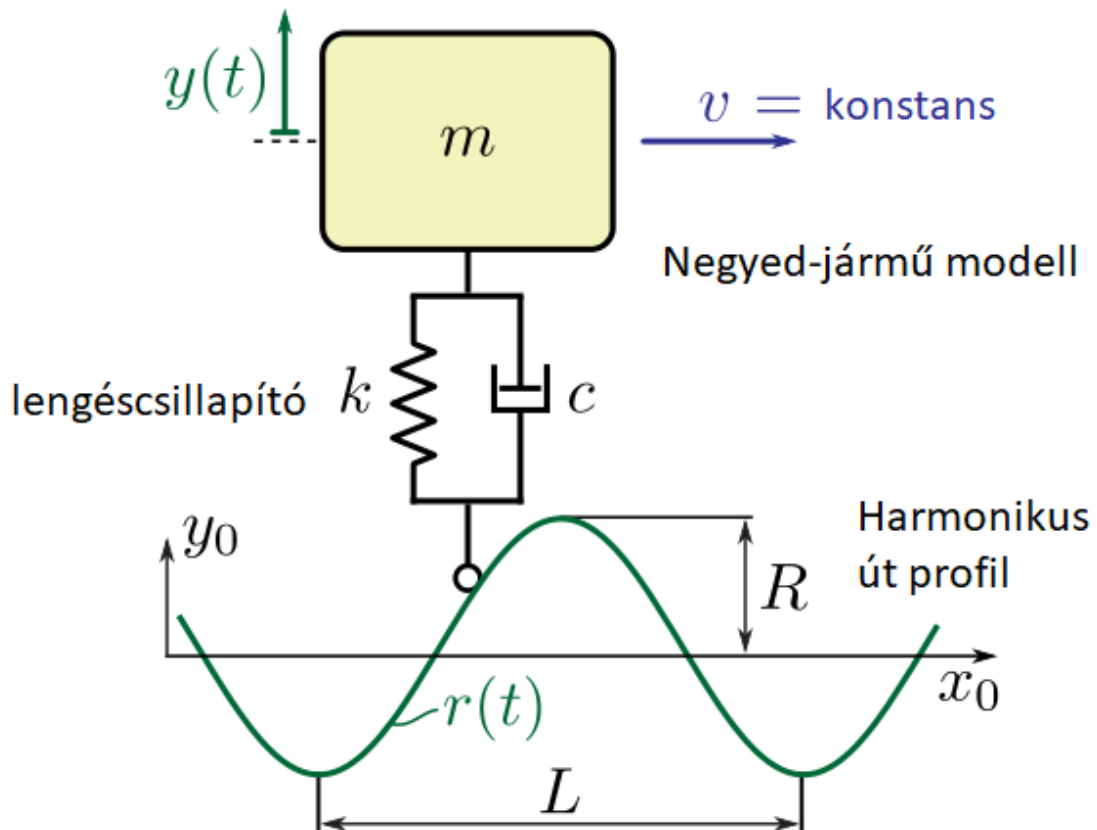 y(t)
m
v = konstans
Negyed-jármű modell
lengéscsillapító
k
c
y₀
Harmonikus
út profil
R
x₀
r(t)
L